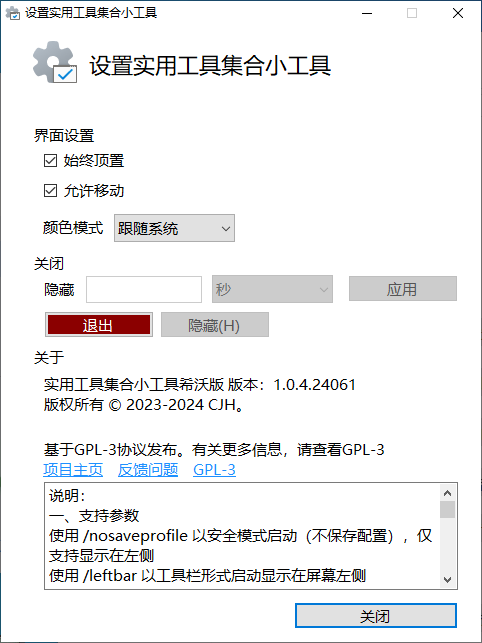 设置实用工具集合小工具
设置实用工具集合小工具
界面设置
始终顶置
允许移动
颜色模式 跟随系统
关闭
隐藏 秒 应用
退出 隐藏(H)
关于
实用工具集合小工具希沃版 版本：1.0.4.24061
版权所有 © 2023-2024 CJH。
基于GPL-3协议发布。有关更多信息，请查看GPL-3
项目主页 反馈问题 GPL-3
说明：
一、支持参数
使用 /nosaveprofile 以安全模式启动（不保存配置），仅
支持显示在左侧
使用 /leftbar 以工具栏形式启动显示在屏幕左侧
关闭